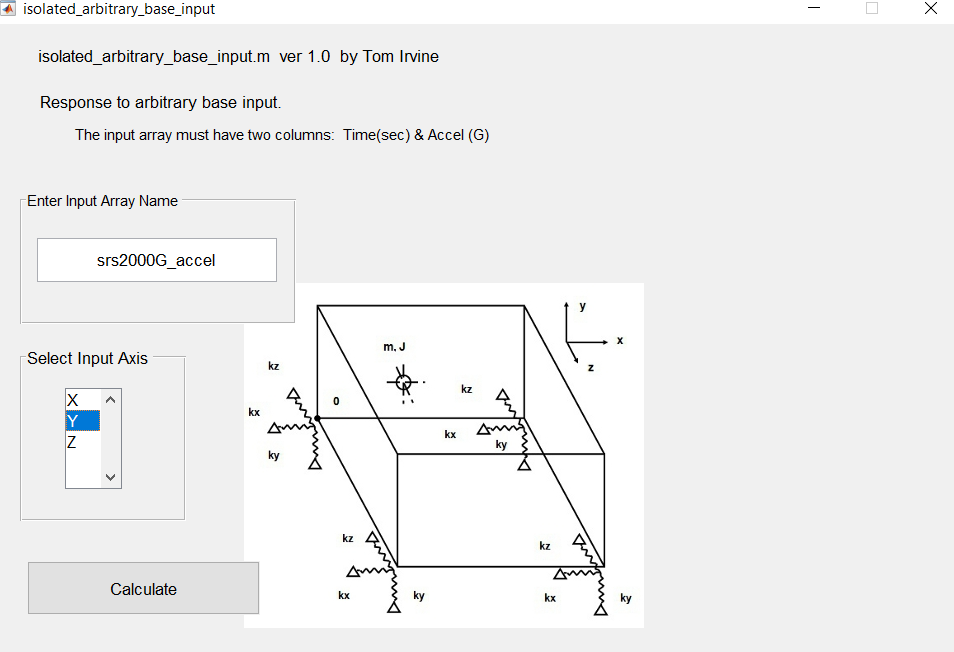 isolated_arbitrary_base_input
isolated_arbitrary_base_input.m ver 1.0 by Tom Irvine
Response to arbitrary base input.
The input array must have two columns: Time(sec) & Accel (G)
Enter Input Array Name
srs2000G_accel
Select Input Axis
X
Y
Z
Calculate
y
x
z
m, J
kz
0
kx
ky
kz
kx
ky
kz
kx
ky
kz
kx
ky